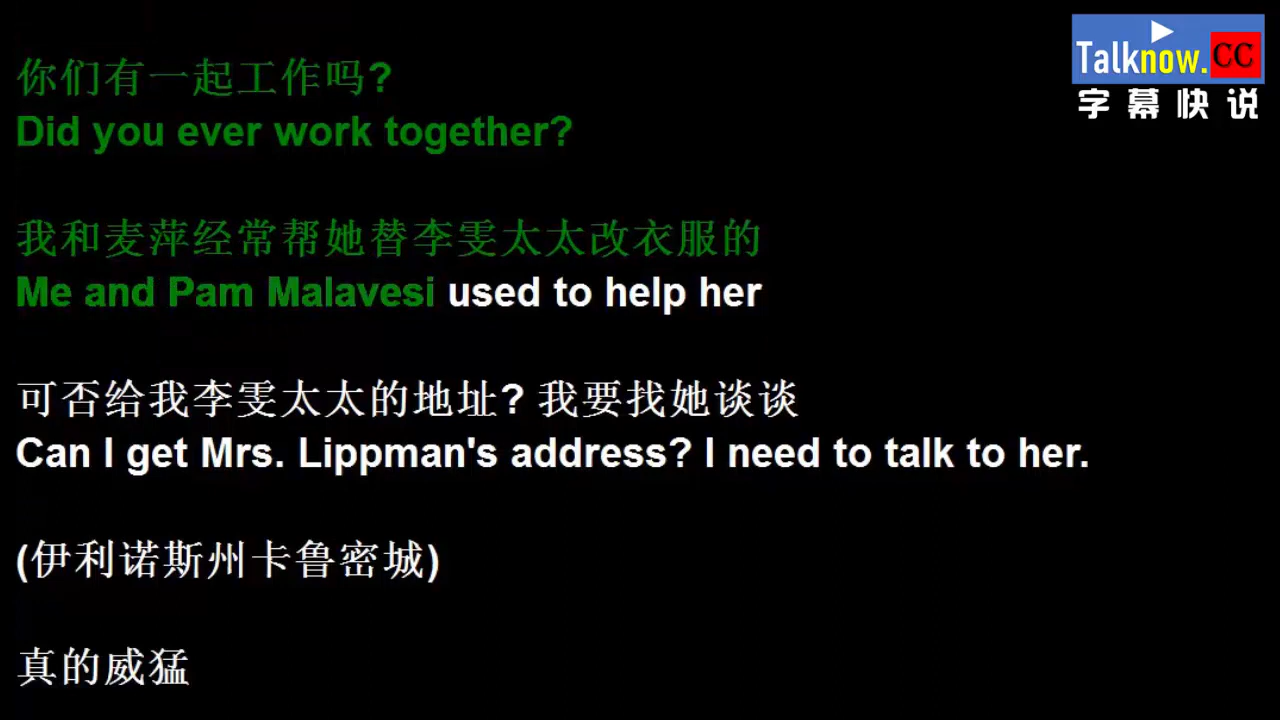 Talknow.CC
字幕快说
你们有一起工作吗?
Did you ever work together?
我和麦萍经常帮她替李雯太太改衣服的
Me and Pam Malavesi used to help her
可否给我李雯太太的地址? 我要找她谈谈
Can I get Mrs. Lippman's address? I need to talk to her.
(伊利诺斯州卡鲁密城)
真的威猛